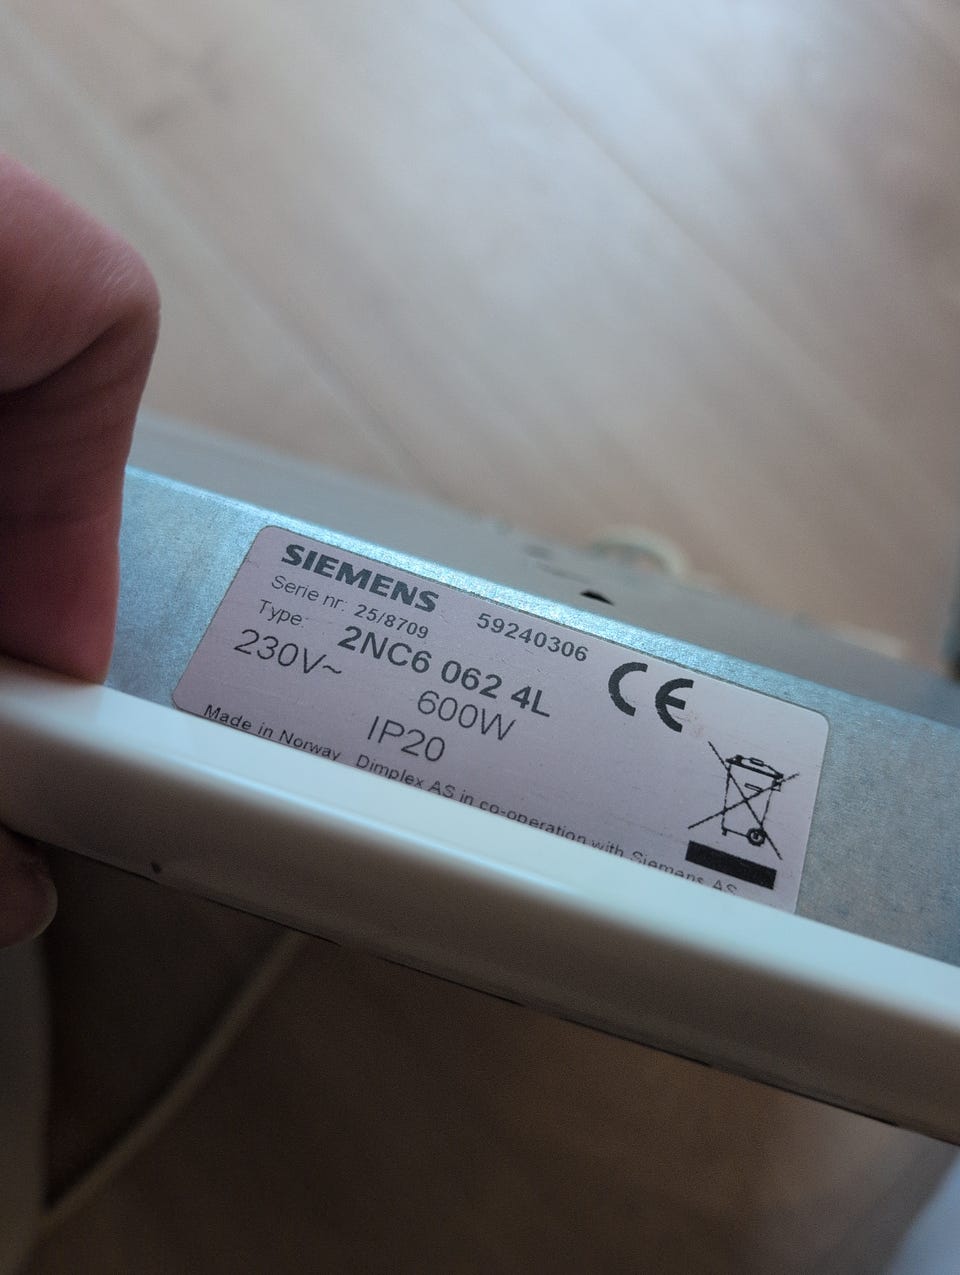 SIEMENS
Serie nr: 25/8709 59240306
Type: 2NC6 062 4L
230V~ 600W
IP20
CE
Made in Norway Dimplex AS in co-operation with Siemens AS